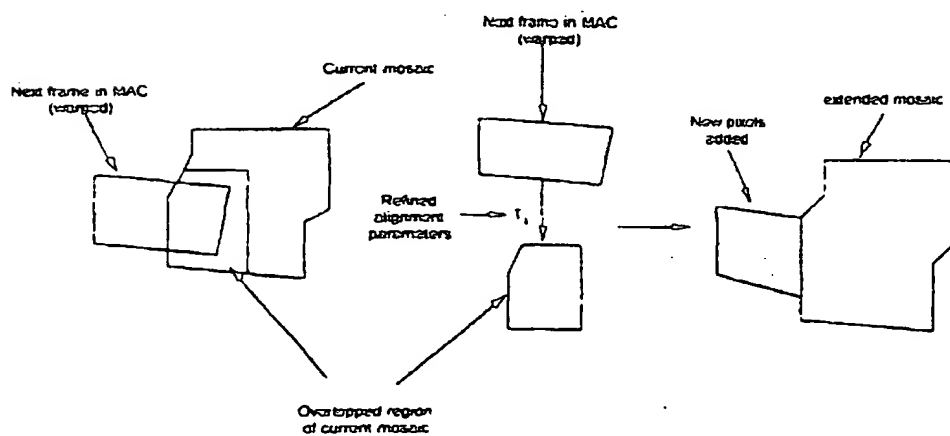 Next frame in MAC
(warped)
Current mosaic
Next frame in MAC
(warped)
extended mosaic
New pixels
added
Refined
alignment
parameters
T
Overlapped region
of current mosaic